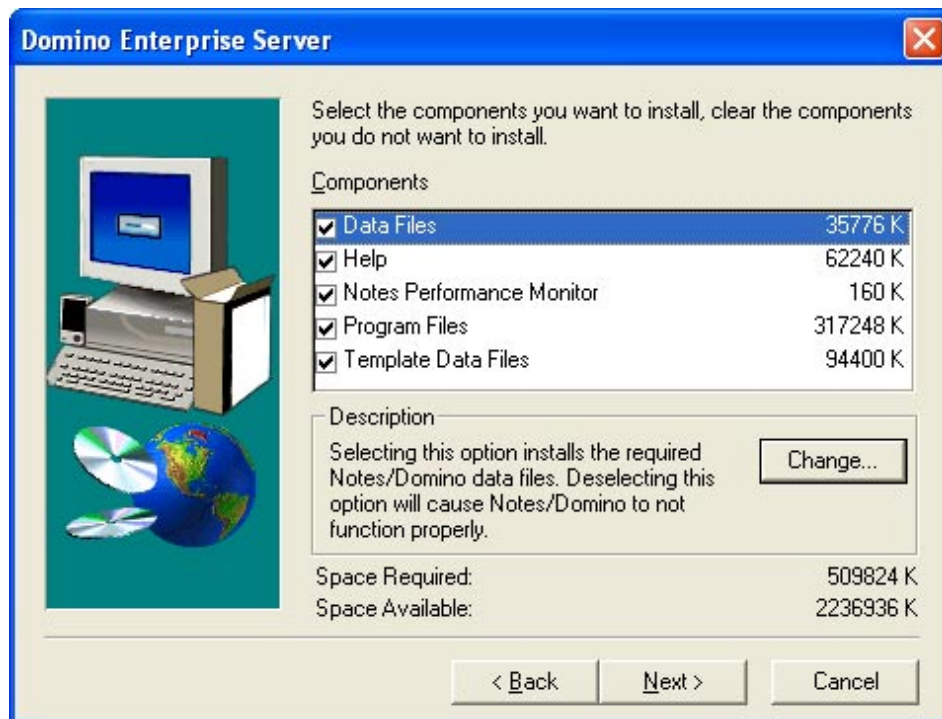 Domino Enterprise Server
Select the components you want to install, clear the components
you do not want to install.
Components
Data Files 35776 K
Help 62240 K
Notes Performance Monitor 160 K
Program Files 317248 K
Template Data Files 94400 K
Description
Selecting this option installs the required
Notes/Domino data files. Deselecting this
option will cause Notes/Domino to not
function properly.
Change...
Space Required: 509824 K
Space Available: 2236936 K
< Back Next > Cancel